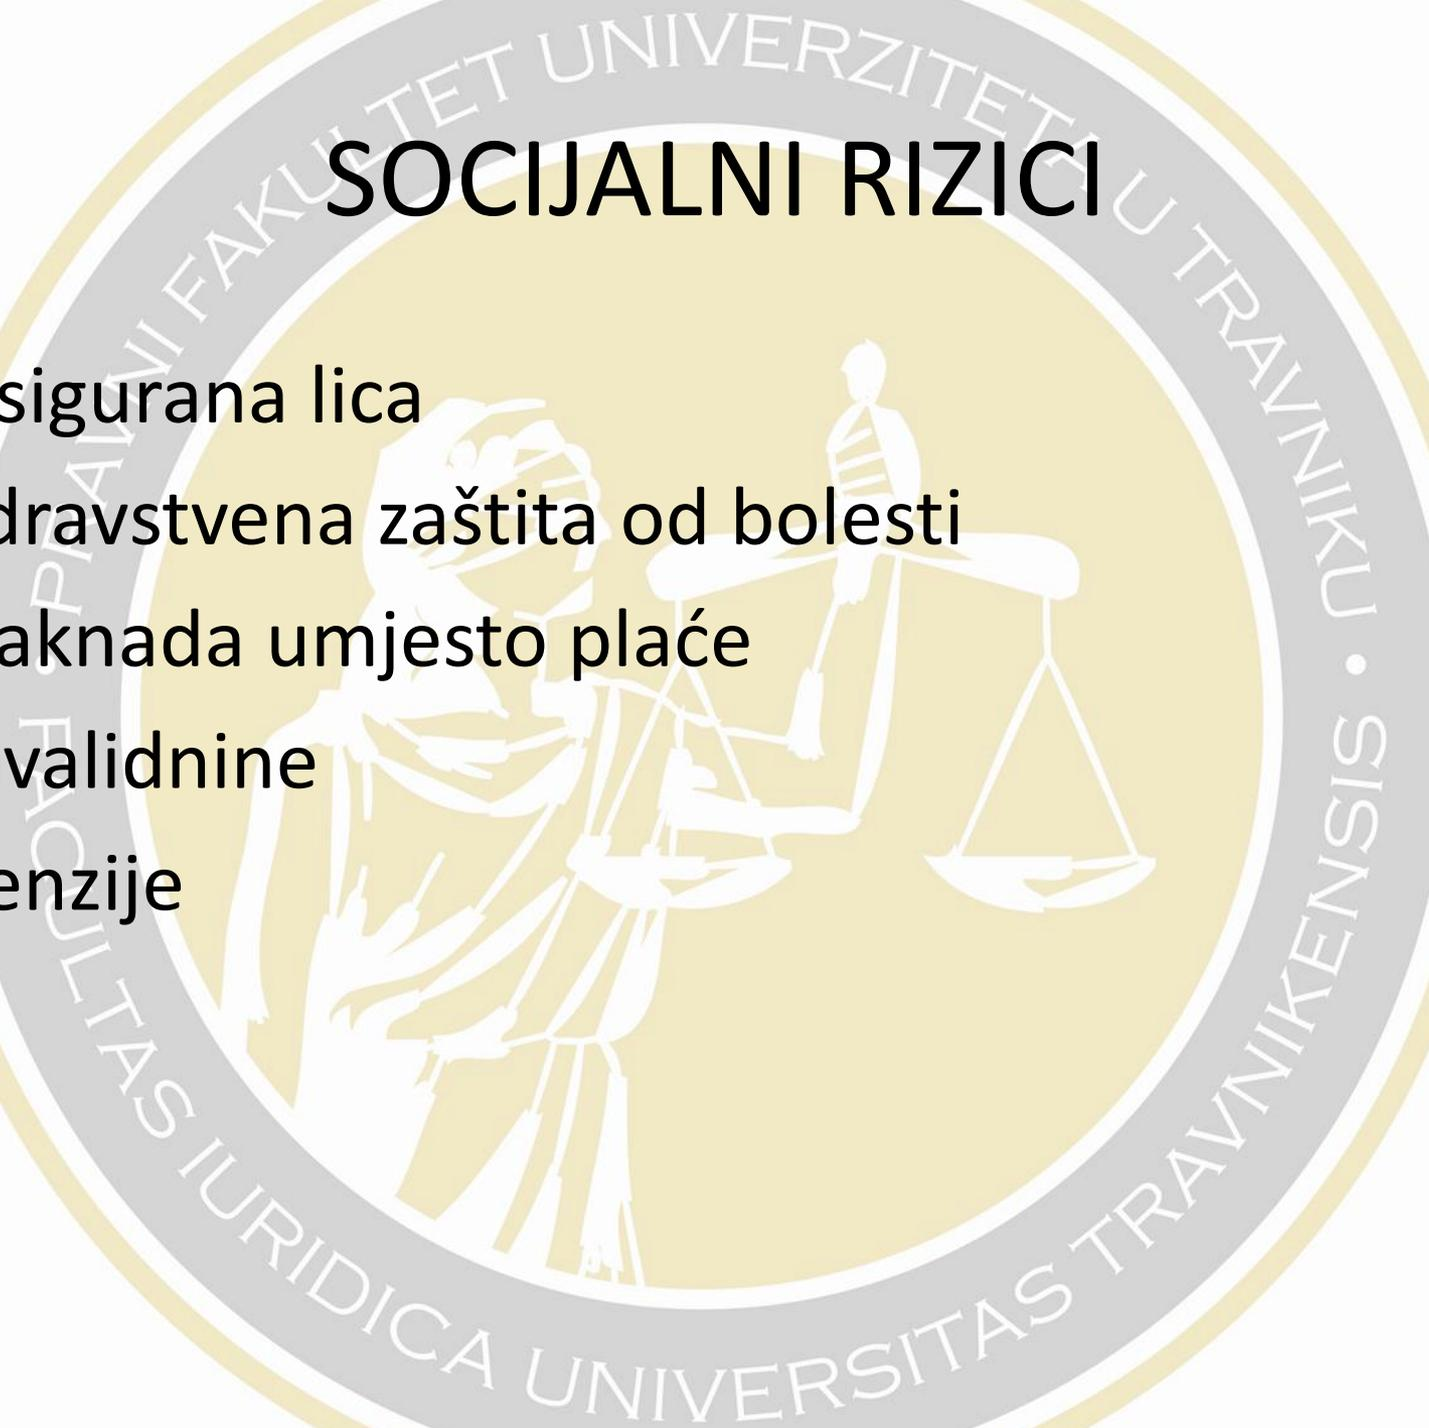 SOCIJALNI RIZICI
sigurana lica
dravstvena zaštita od bolesti
aknada umjesto plaće
validnine
enzije
PRAVNI FAKULTET UNIVERZITETA U TRAVNIKU
FACULTAS IURIDICA UNIVERSITAS TRAVNIKENSIS